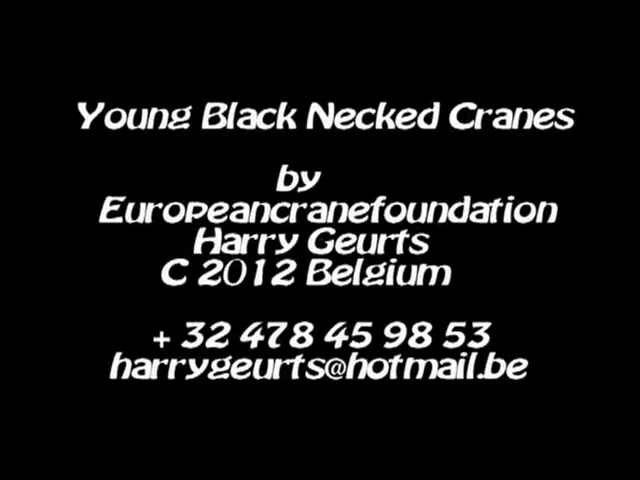 Young Black Necked Cranes
by
Europeancranefoundation
Harry Geurts
C 2012 Belgium
+ 32 478 45 98 53
harrygeurts@hotmail.be